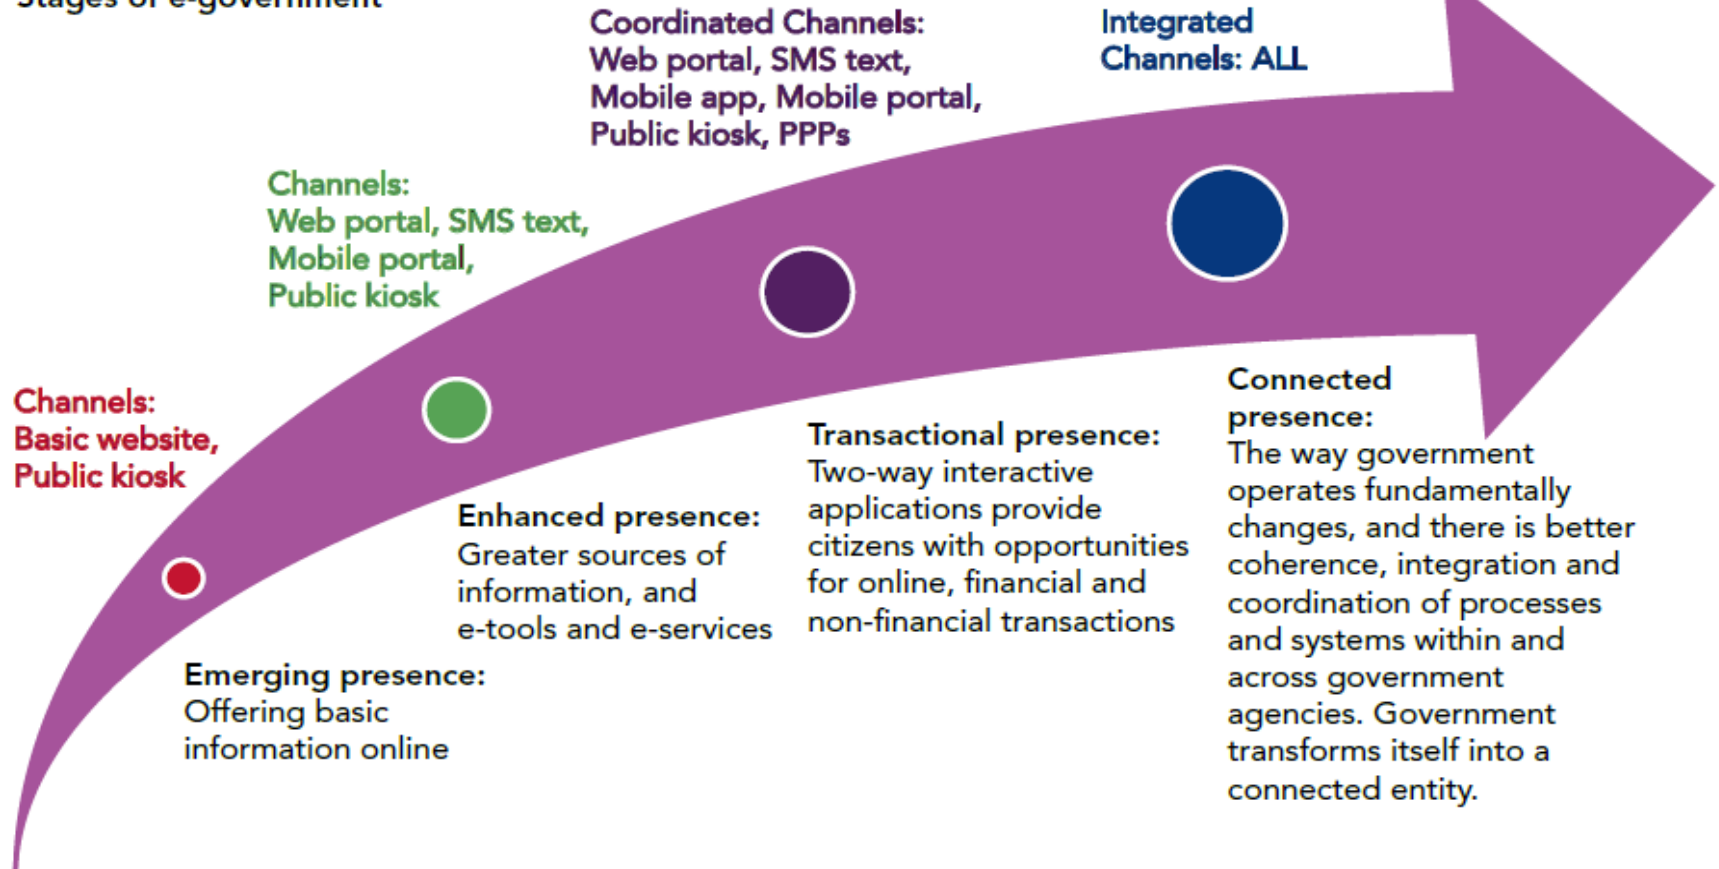 Stages of e-government
Coordinated Channels:
Web portal, SMS text,
Mobile app, Mobile portal,
Public kiosk, PPPs
Integrated
Channels: ALL
Channels:
Web portal, SMS text,
Mobile portal,
Public kiosk
Channels:
Basic website,
Public kiosk
Emerging presence:
Offering basic
information online
Enhanced presence:
Greater sources of
information, and
e-tools and e-services
Transactional presence:
Two-way interactive
applications provide
citizens with opportunities
for online, financial and
non-financial transactions
Connected
presence:
The way government
operates fundamentally
changes, and there is better
coherence, integration and
coordination of processes
and systems within and
across government
agencies. Government
transforms itself into a
connected entity.